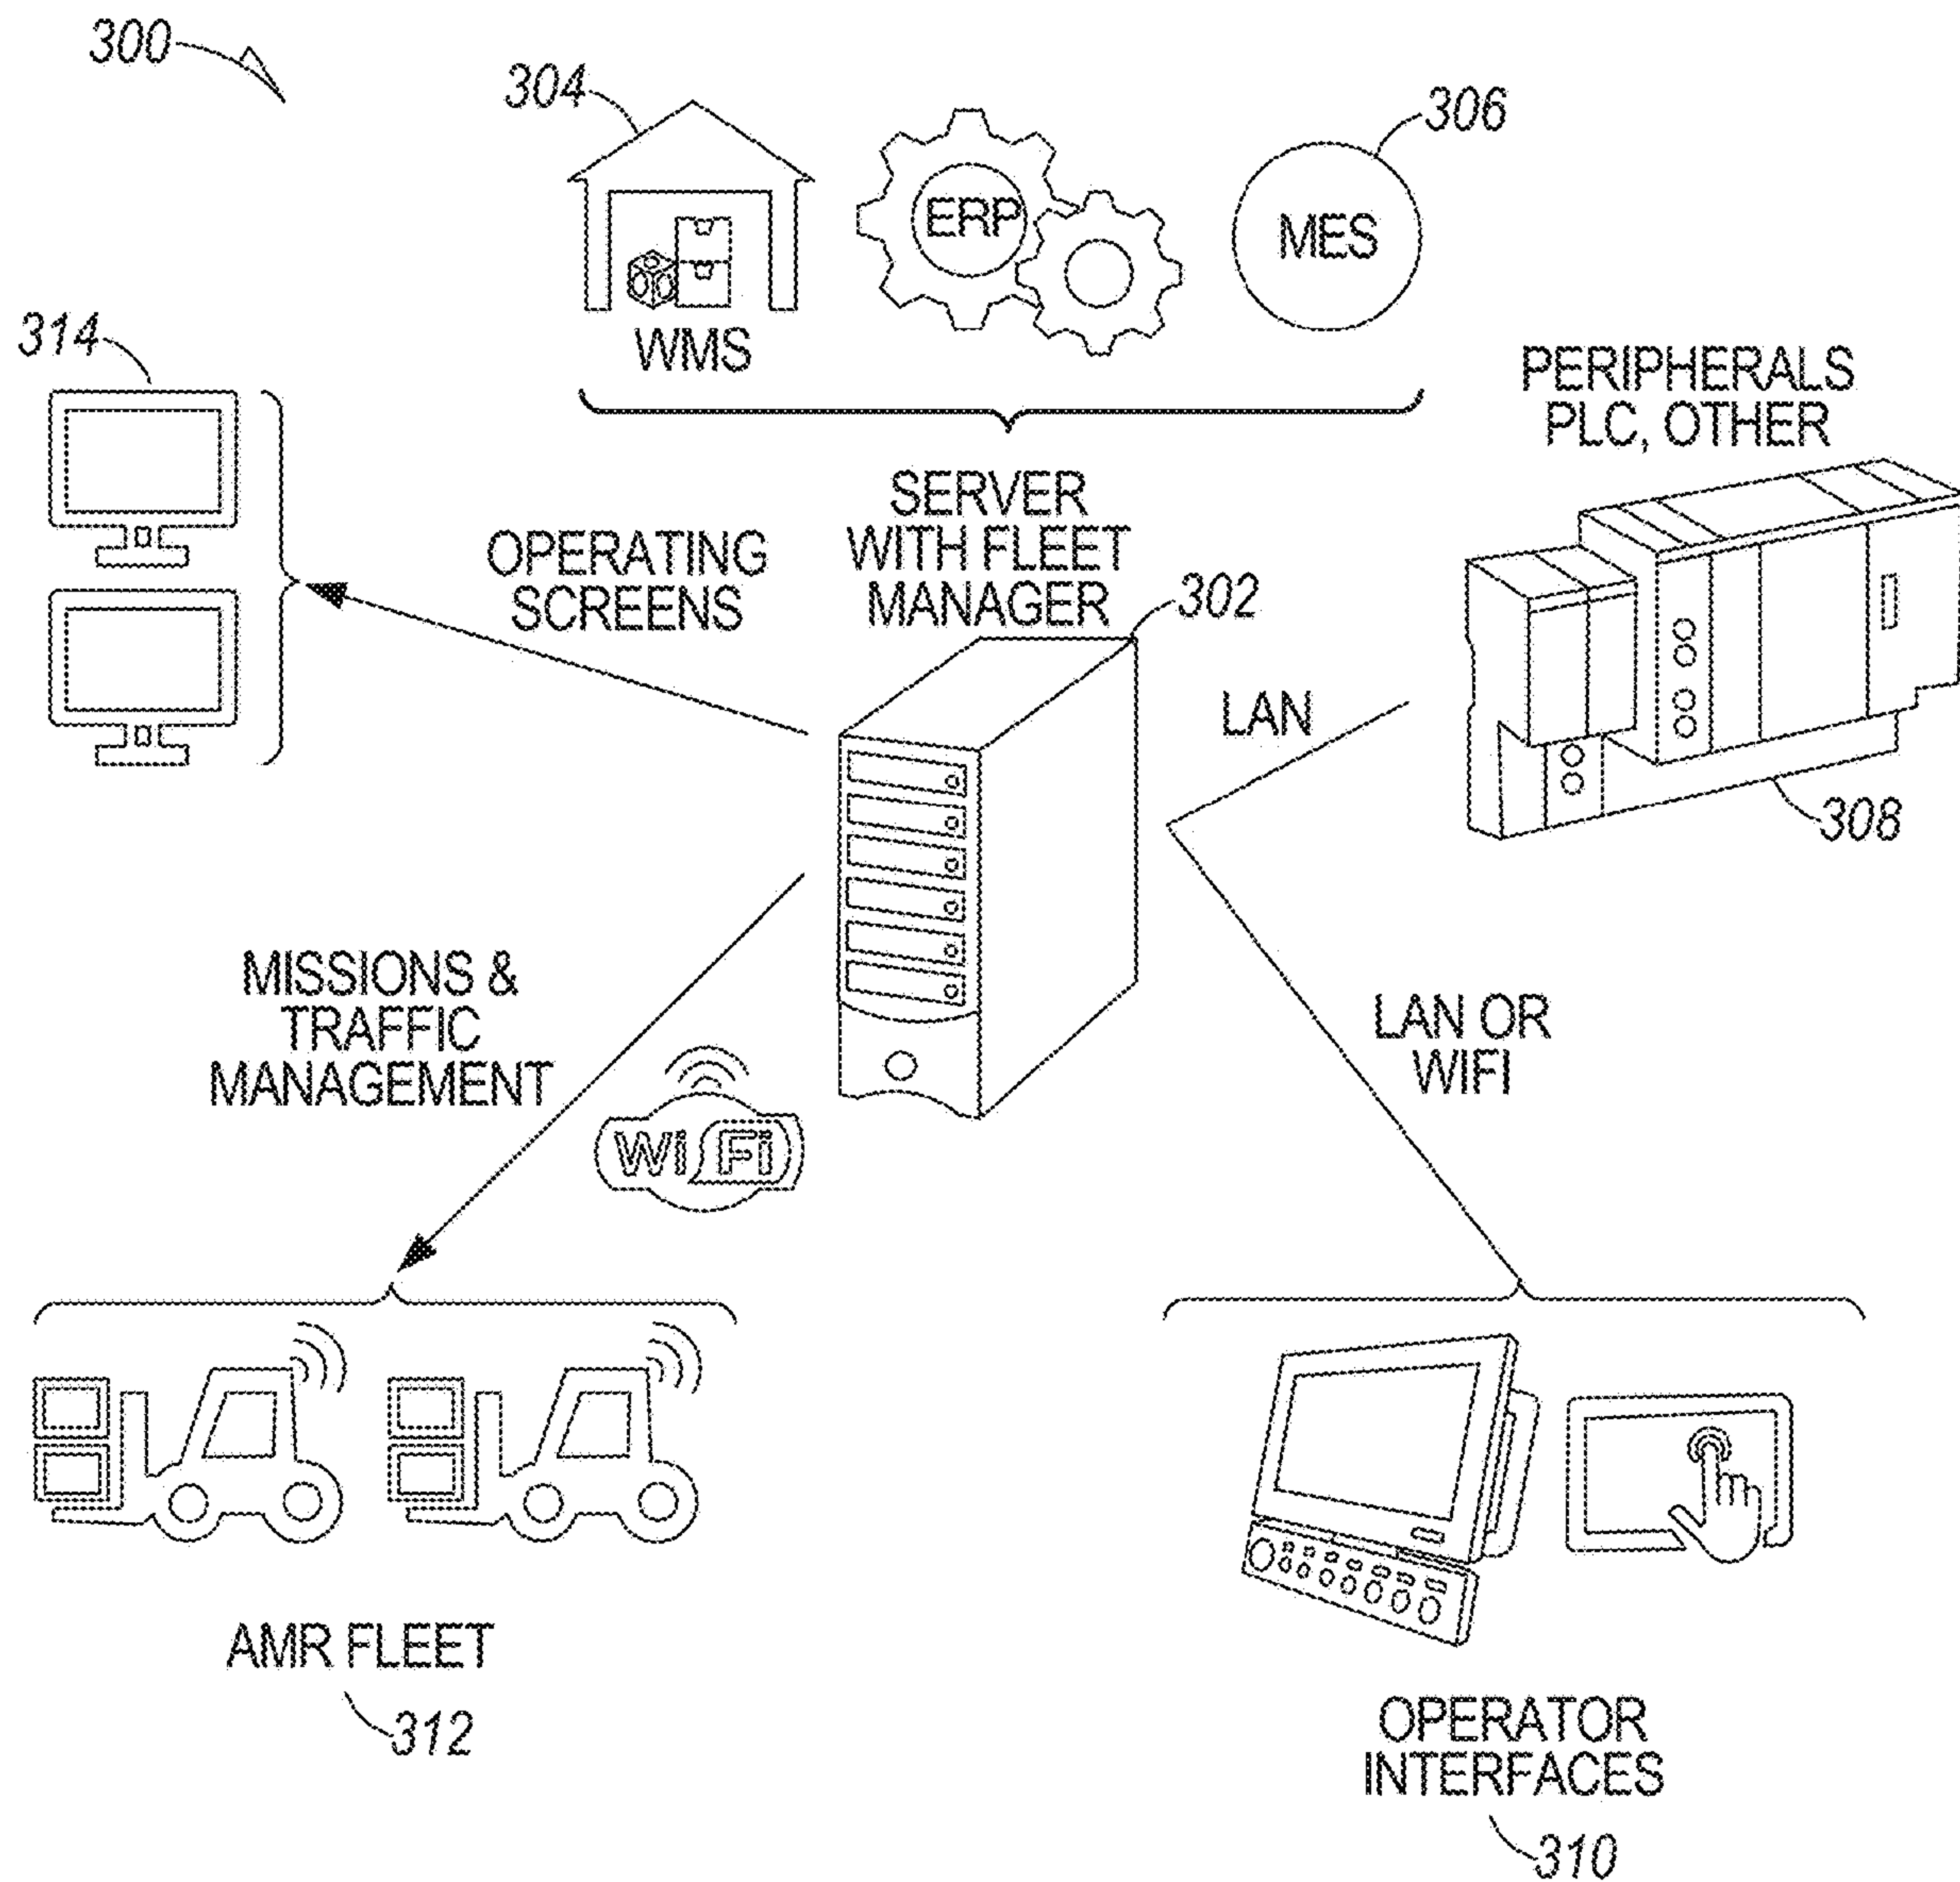 300
304
306
ERP
MES
WMS
314
PERIPHERALS
PLC, OTHER
SERVER
WITH FLEET
MANAGER
OPERATING
SCREENS
302
LAN
308
MISSIONS &
TRAFFIC
MANAGEMENT
LAN OR
WIFI
Wi Fi
AMR FLEET
312
OPERATOR
INTERFACES
310